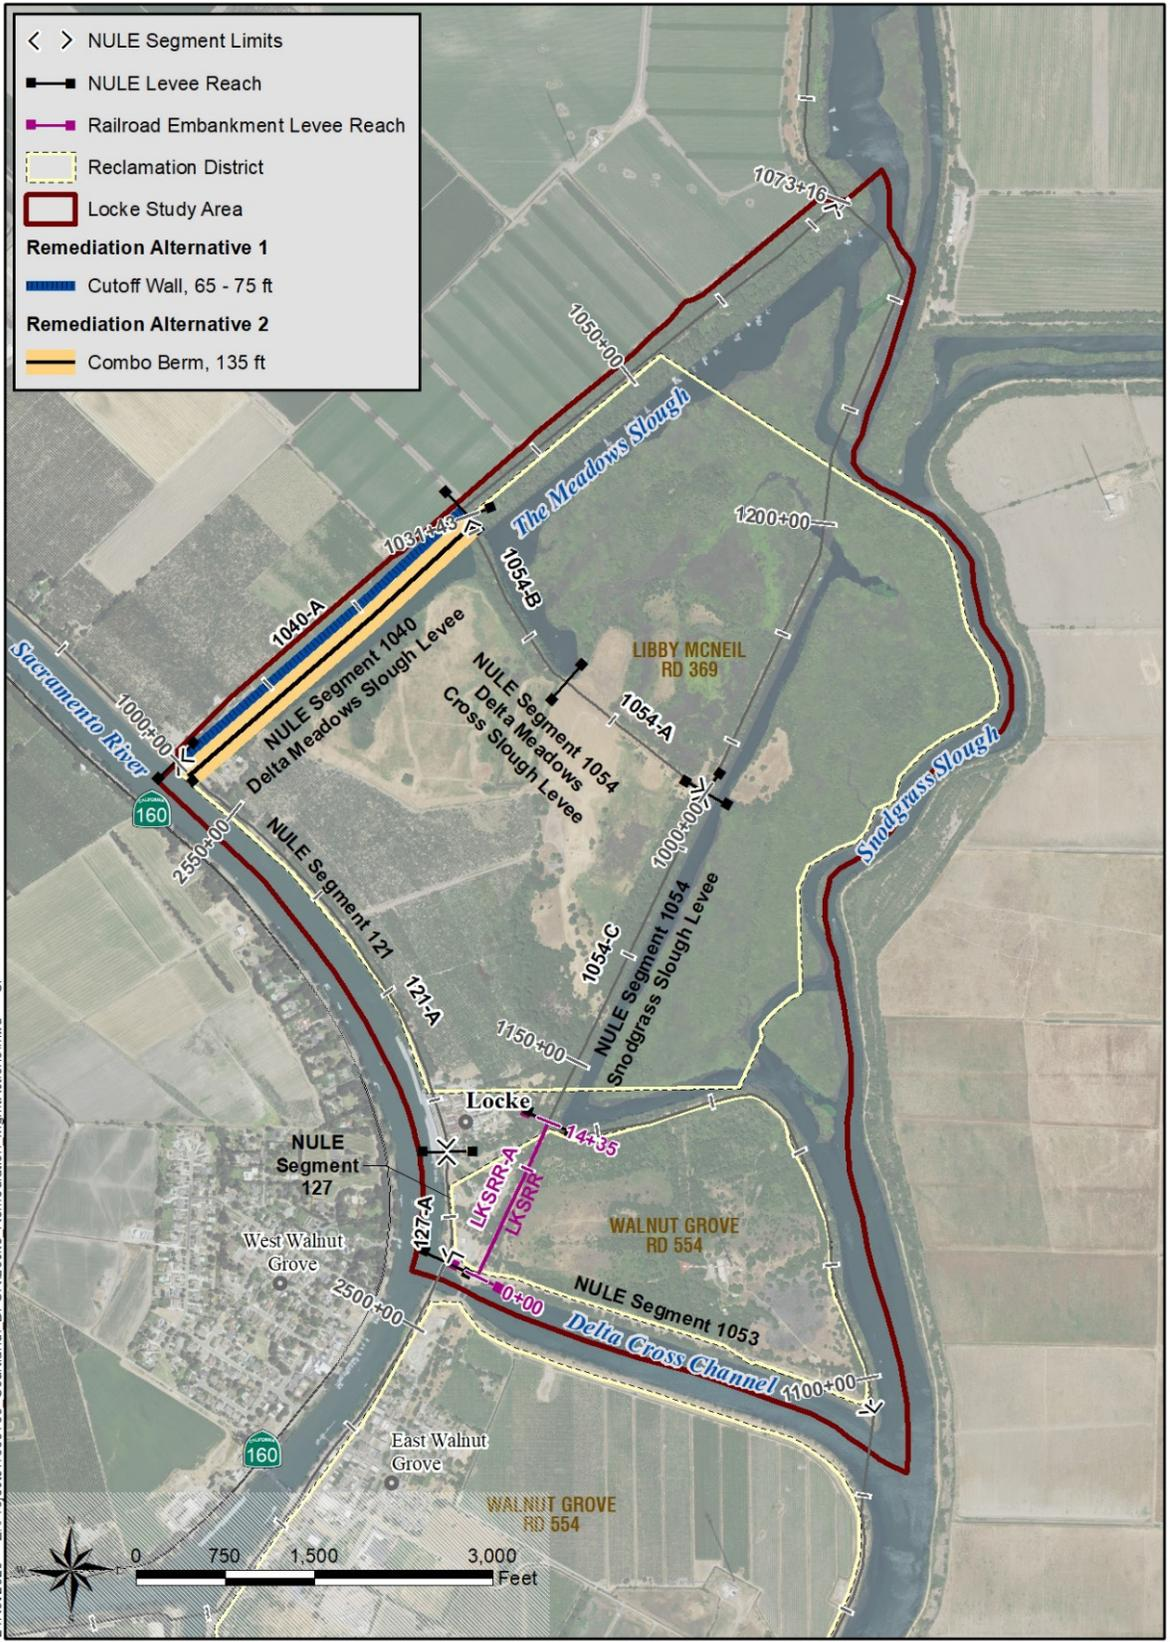 NULE Segment Limits
NULE Levee Reach
Railroad Embankment Levee Reach
Reclamation District
Locke Study Area
Remediation Alternative 1
Cutoff Wall, 65 - 75 ft
Remediation Alternative 2
Combo Berm, 135 ft
1073+16
1050+00
The Meadows Slough
1031+43
1200+00
1054-B
1040-A
NULE Segment 1040
Delta Meadows Slough Levee
LIBBY MCNEIL
RD 369
Sacramento River
1000+00
NULE Segment 1054
Delta Meadows
Cross Slough Levee
1054-A
CALIFORNIA
160
2550+00
NULE Segment 121
1000+00
Snodgrass Slough
121-A
1054-C
NULE Segment 1054
Snodgrass Slough Levee
1150+00
Locke
14+35
NULE
Segment
127
LKSRR-A
LKSRR
127-A
WALNUT GROVE
RD 554
West Walnut
Grove
2500+00
0+00
NULE Segment 1053
Delta Cross Channel
1100+00
CALIFORNIA
160
East Walnut
Grove
WALNUT GROVE
RD 554
N
W
E
S
0 750 1,500 3,000
Feet